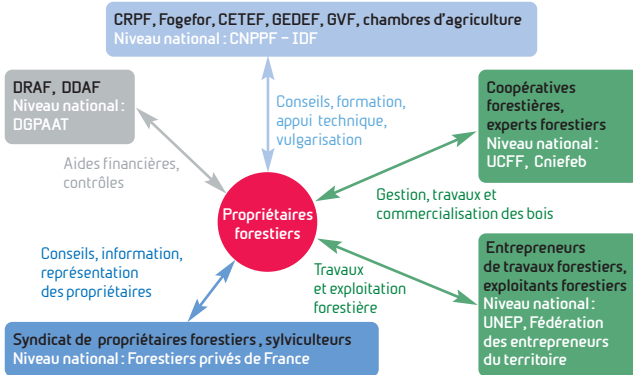 CRPF, Fogefor, CETEF, GEDEF, GVF, chambres d'agriculture
Niveau national : CNPPF – IDF
DRAF, DDAF
Niveau national :
DGPAAT
Conseils, formation,
appui technique,
vulgarisation
Coopératives
forestières,
experts forestiers
Niveau national :
UCFF, Cniefeb
Aides financières,
contrôles
Propriétaires
forestiers
Gestion, travaux et
commercialisation des bois
Conseils, information,
représentation
des propriétaires
Travaux
et exploitation
forestière
Entrepreneurs
de travaux forestiers,
exploitants forestiers
Niveau national :
UNEP, Fédération
des entrepreneurs
du territoire
Syndicat de propriétaires forestiers, sylviculteurs
Niveau national : Forestiers privés de France